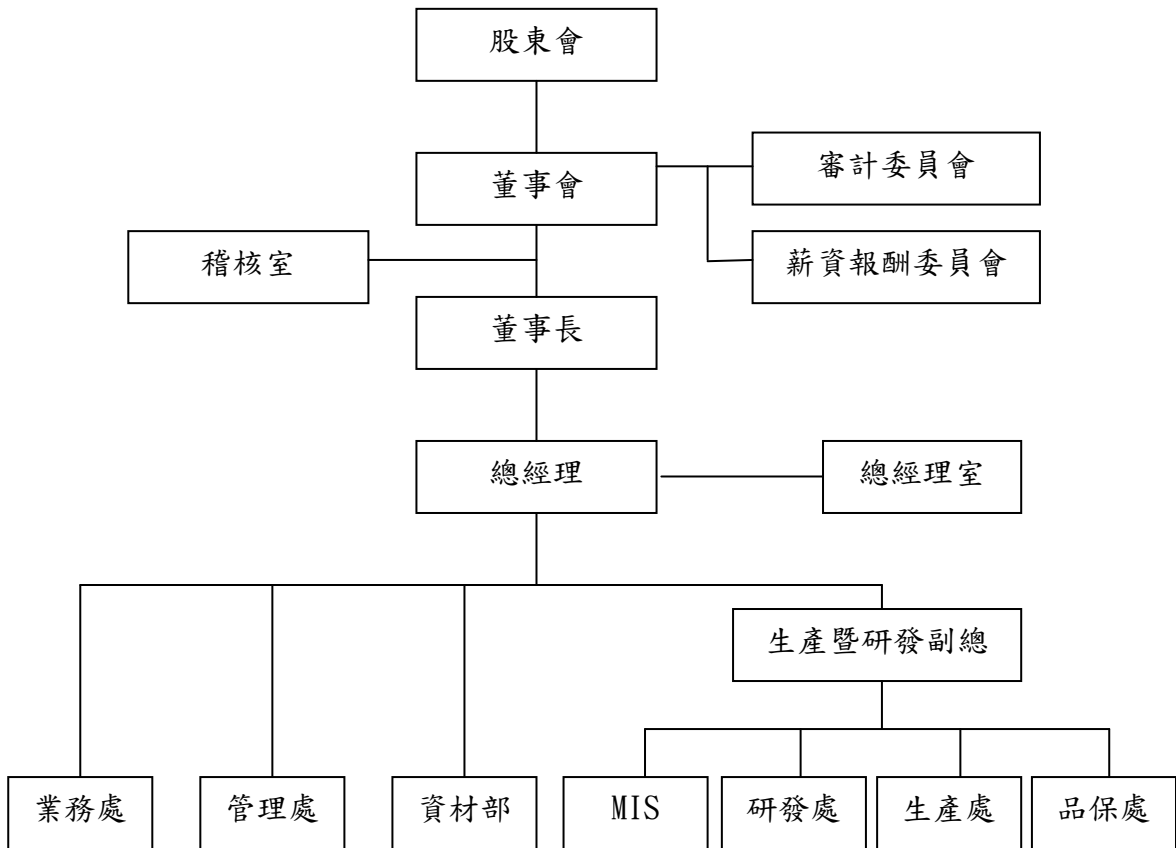 股東會
董事會
審計委員會
稽核室
薪資報酬委員會
董事長
總經理
總經理室
生產暨研發副總
業務處
管理處
資材部
MIS
研發處
生產處
品保處